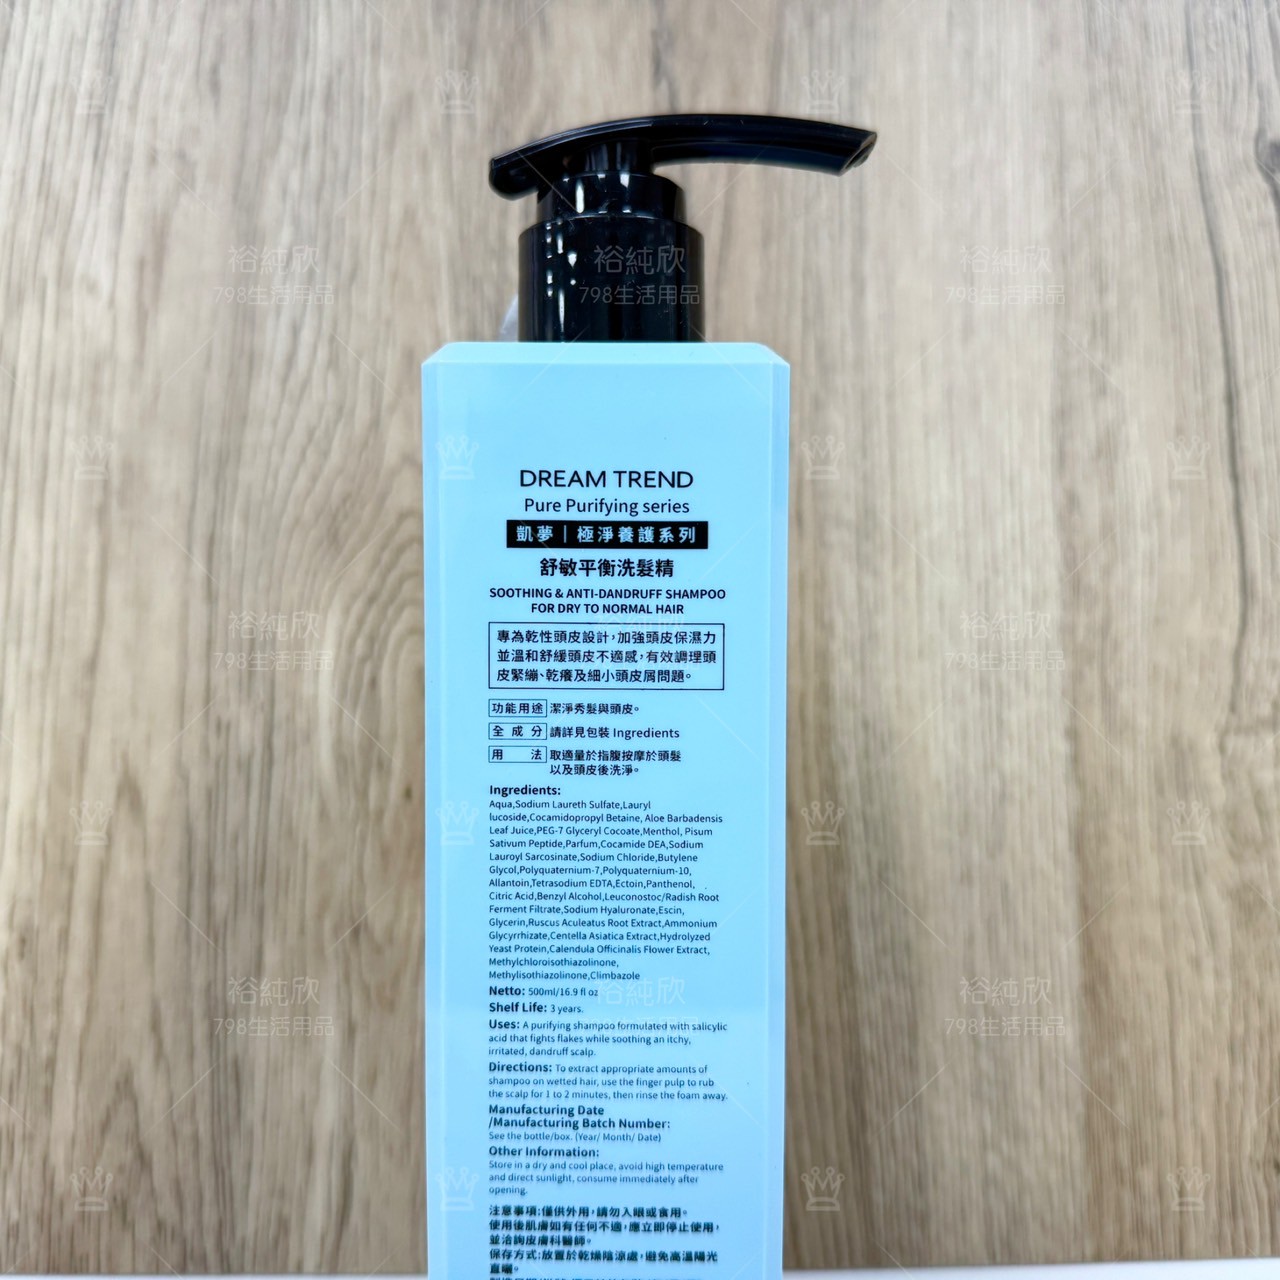 DREAM TREND
Pure Purifying series
凱夢｜極淨養護系列
舒敏平衡洗髮精
SOOTHING & ANTI-DANDRUFF SHAMPOO
FOR DRY TO NORMAL HAIR
專為乾性頭皮設計，加強頭皮保濕力
並溫和舒緩頭皮不適感，有效調理頭
皮緊繃、乾癢及細小頭皮屑問題。
功能用途 潔淨秀髮與頭皮。
全成分 請詳見包裝 Ingredients
用法 取適量於指腹按摩於頭髮
以及頭皮後洗淨。
Ingredients:
Aqua,Sodium Laureth Sulfate,Lauryl
lucoside,Cocamidopropyl Betaine, Aloe Barbadensis
Leaf Juice,PEG-7 Glyceryl Cocoate,Menthol, Pisum
Sativum Peptide,Parfum,Cocamide DEA,Sodium
Lauroyl Sarcosinate,Sodium Chloride,Butylene
Glycol,Polyquaternium-7,Polyquaternium-10,
Allantoin,Tetrasodium EDTA,Ectoin,Panthenol,
Citric Acid,Benzyl Alcohol,Leuconostoc/Radish Root
Ferment Filtrate,Sodium Hyaluronate,Escin,
Glycerin,Ruscus Aculeatus Root Extract,Ammonium
Glycyrrhizate,Centella Asiatica Extract,Hydrolyzed
Yeast Protein,Calendula Officinalis Flower Extract,
Methylchloroisothiazolinone,
Methylisothiazolinone,Climbazole
Netto: 500ml/16.9 fl oz
Shelf Life: 3 years.
Uses: A purifying shampoo formulated with salicylic
acid that fights flakes while soothing an itchy,
irritated, dandruff scalp.
Directions: To extract appropriate amounts of
shampoo on wetted hair, use the finger pulp to rub
the scalp for 1 to 2 minutes, then rinse the foam away.
Manufacturing Date
/Manufacturing Batch Number:
See the bottle/box. (Year/ Month/ Date)
Other Information:
Store in a dry and cool place, avoid high temperature
and direct sunlight, consume immediately after
opening.
注意事項:僅供外用，請勿入眼或食用。
使用後肌膚如有任何不適，應立即停止使用，
並洽詢皮膚科醫師。
保存方式:放置於乾燥陰涼處，避免高溫陽光
直曬。
裕純欣
798生活用品